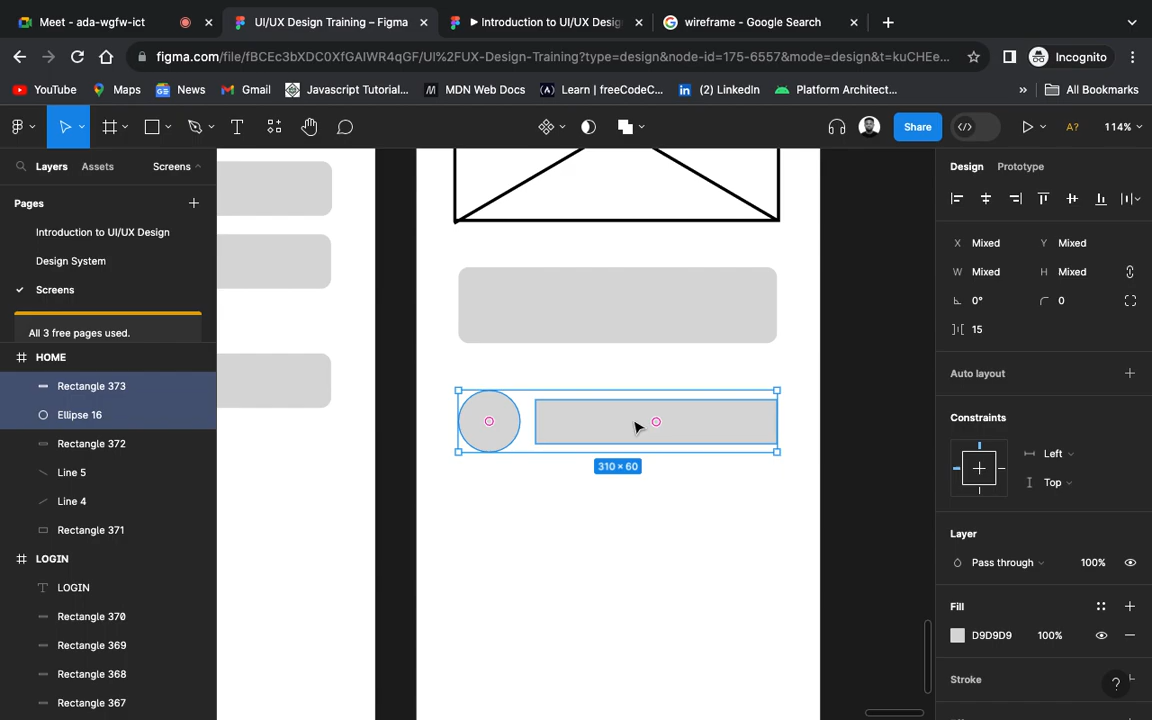 Meet - ada-wgfw-ict
UI/UX Design Training – Figma
Introduction to UI/UX Desig
wireframe - Google Search
figma.com/file/fBCEc3bXDC0XfGAIWR4qGF/UI%2FUX-Design-Training?type=design&node-id=175-6557&mode=design&t=kuCHEe...
Incognito
YouTube
Maps
News
Gmail
Javascript Tutorial...
MDN Web Docs
Learn | freeCodeC...
(2) LinkedIn
Platform Architect...
»
All Bookmarks
Share
A?
114%
Layers
Assets
Screens
Design
Prototype
Pages
Introduction to UI/UX Design
Design System
Screens
All 3 free pages used.
HOME
Rectangle 373
Ellipse 16
Rectangle 372
Line 5
Line 4
Rectangle 371
LOGIN
LOGIN
Rectangle 370
Rectangle 369
Rectangle 368
Rectangle 367
310 × 60
X Mixed
Y Mixed
W Mixed
H Mixed
0°
0
15
Auto layout
Constraints
Left
Top
Layer
Pass through
100%
Fill
D9D9D9
100%
Stroke
?